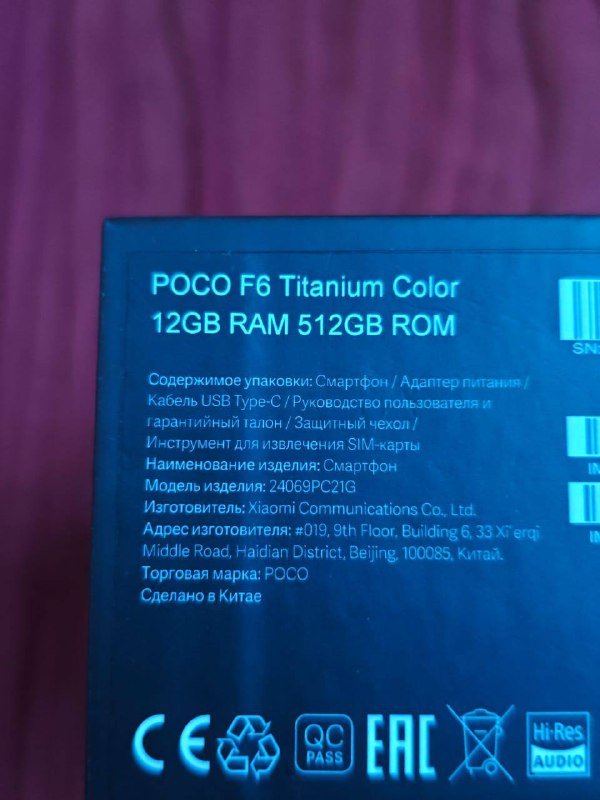 POCO F6 Titanium Color
12GB RAM 512GB ROM
SN:
Содержимое упаковки: Смартфон / Адаптер питания /
Кабель USB Type-C / Руководство пользователя и
гарантийный талон / Защитный чехол /
Инструмент для извлечения SIM-карты
Наименование изделия: Смартфон
Модель изделия: 24069PC21G
Изготовитель: Xiaomi Communications Co., Ltd.
Адрес изготовителя: #019, 9th Floor, Building 6, 33 Xi'erqi
Middle Road, Haidian District, Beijing, 100085, Китай.
Торговая марка: POCO
Сделано в Китае
CE
QC
PASS
EAC
Hi-Res
AUDIO